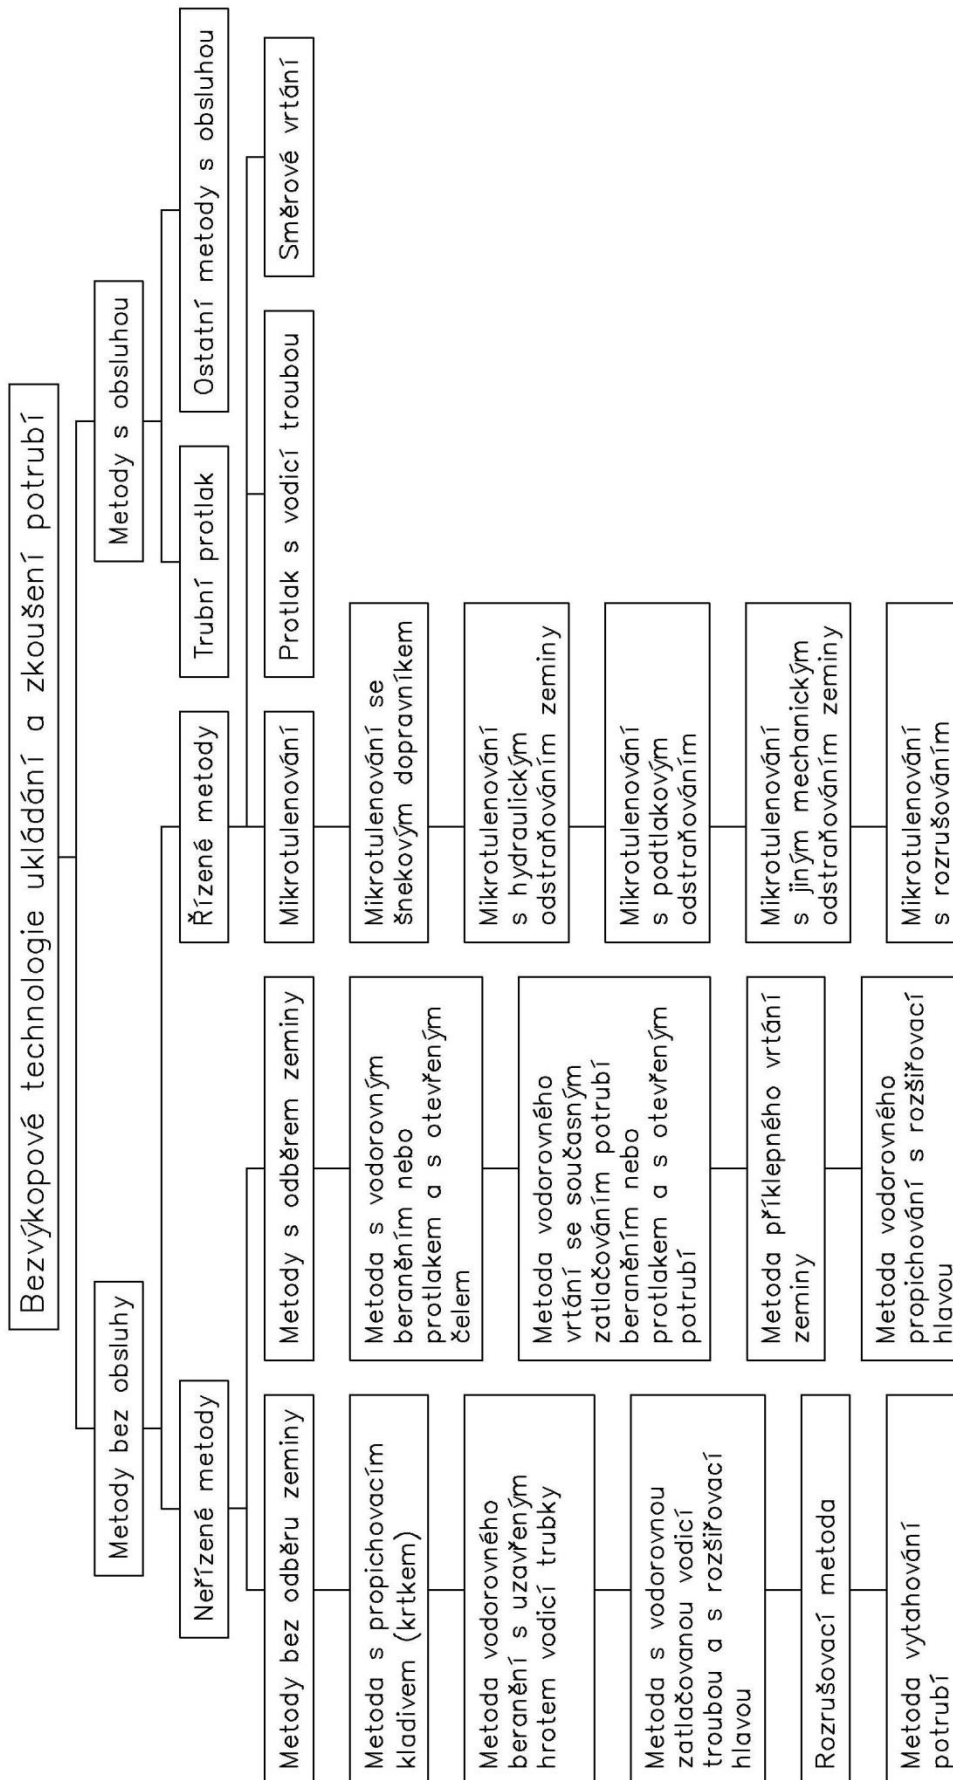 Bezvýkopové technologie ukládání a zkoušení potrubí
Metody bez obsluhy
Metody s obsluhou
Neřízené metody
Řízené metody
Trubní protlak
Ostatní metody s obsluhou
Metody bez odběru zeminy
Metody s odběrem zeminy
Mikrotulenování
Protlak s vodicí troubou
Směrové vrtání
Metoda s propichovacím
kladivem (krtkem)
Metoda vodorovného
beranění s uzavřeným
hrotem vodicí trubky
Metoda s vodorovnou
zatlačovanou vodicí
troubou a s rozšiřovací
hlavou
Rozrušovací metoda
Metoda vytahování
potrubí
Metoda s vodorovným
beraněním nebo
protlakem a s otevřeným
čelem
Metoda vodorovného
vrtání se současným
zatlačováním potrubí
beraněním nebo
protlakem a s otevřeným
potrubí
Metoda příklepného vrtání
zeminy
Metoda vodorovného
propichování s rozšiřovací
hlavou
Mikrotulenování se
šnekovým dopravníkem
Mikrotulenování
s hydraulickým
odstraňováním zeminy
Mikrotulenování
s podtlakovým
odstraňováním
Mikrotulenování
s jiným mechanickým
odstraňováním zeminy
Mikrotulenování
s rozrušováním